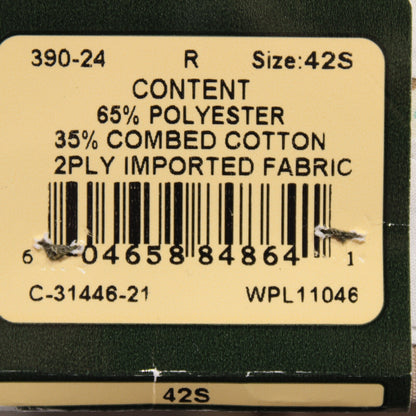 390-24 R Size:42S
CONTENT
65% POLYESTER
35% COMBED COTTON
2PLY IMPORTED FABRIC
6 04658 84864 1
C-31446-21 WPL11046
42S